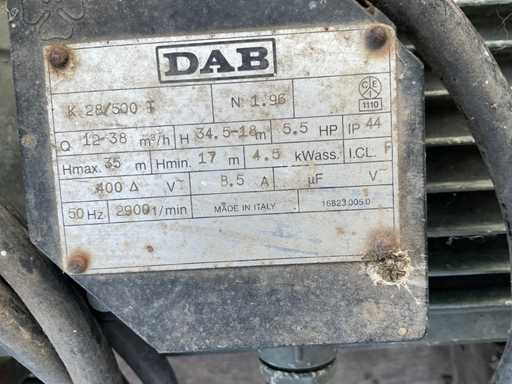 DAB
K 28/500 T N 1.96 CEI 1110
Q 12-38 m³/h H 34.5-18 m 5.5 HP IP 44
Hmax. 35 m Hmin. 17 m 4.5 kWass. I.CL. F
400 Δ V~ 8.5 A µF V~
50 Hz 2900 1/min MADE IN ITALY 16823.005.0